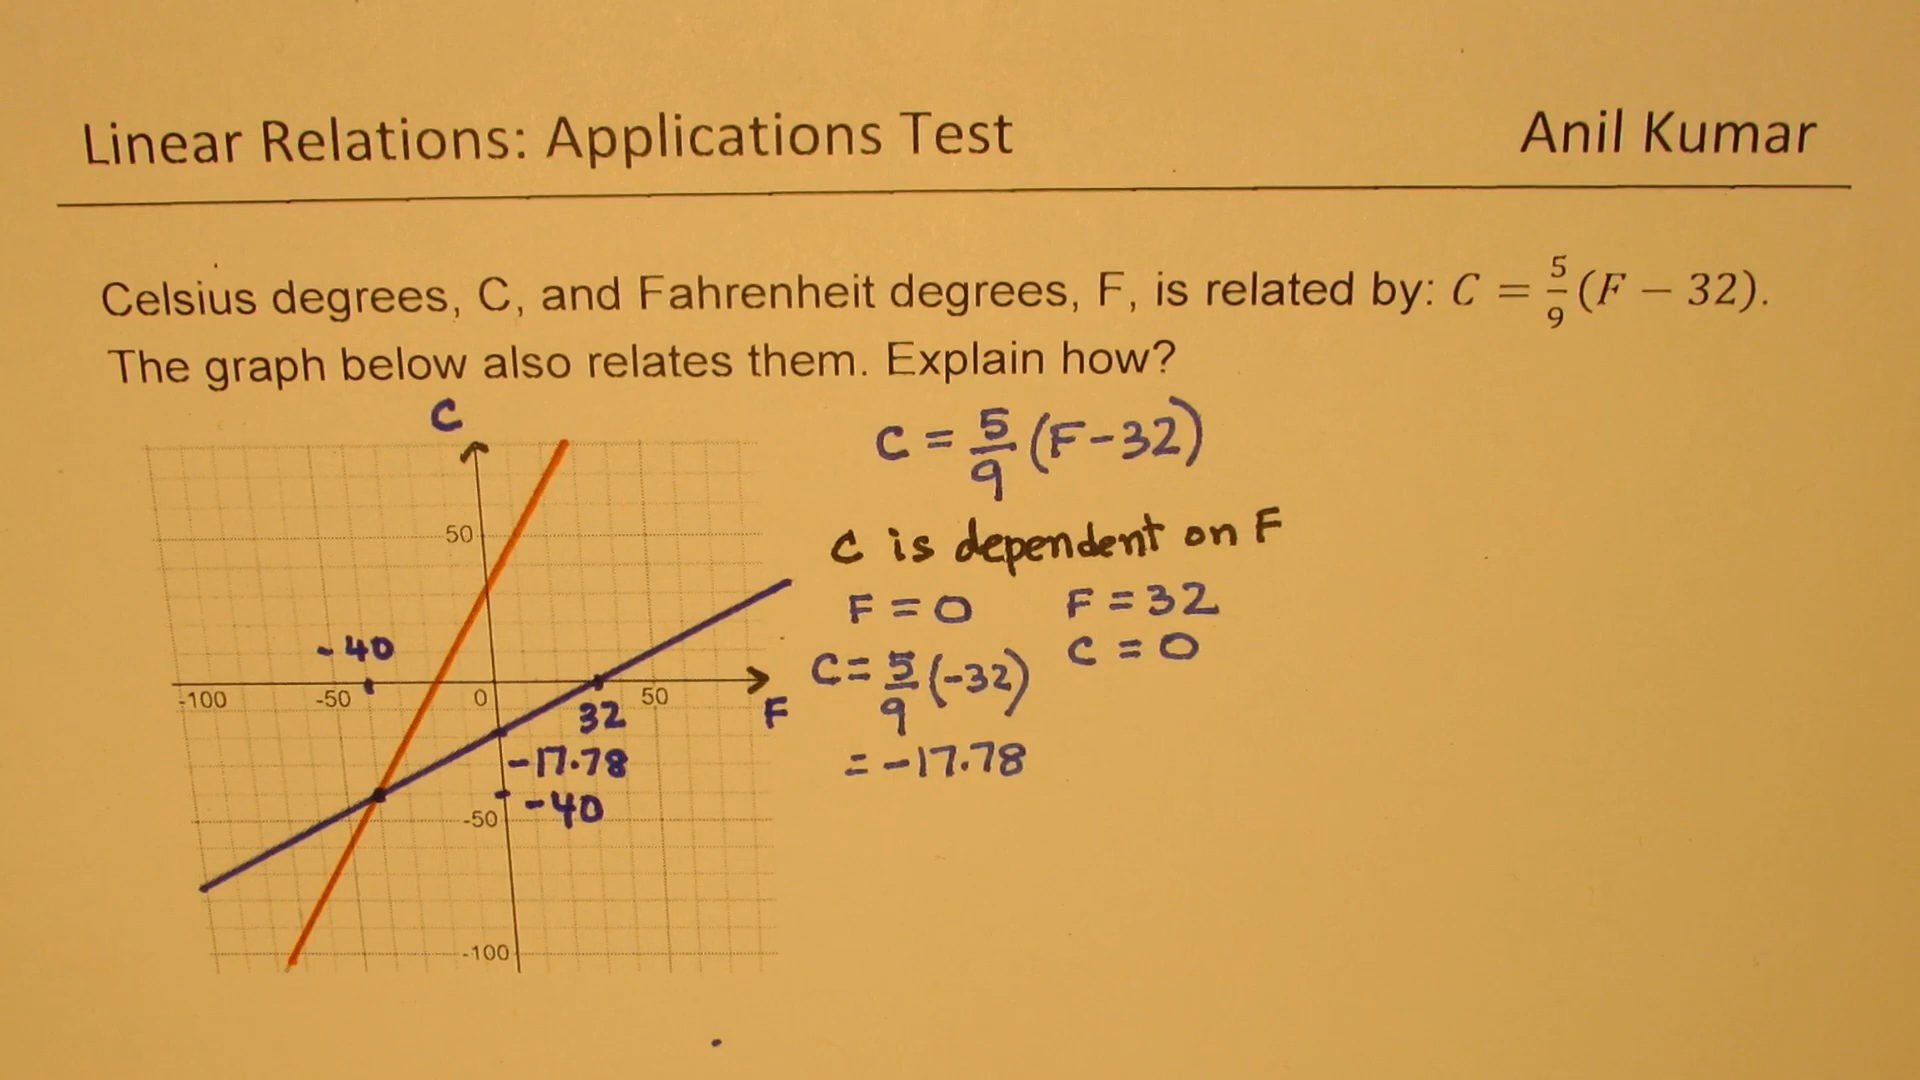 Linear Relations: Applications Test
Anil Kumar
Celsius degrees, C, and Fahrenheit degrees, F, is related by: C = 5/9 (F − 32).
The graph below also relates them. Explain how?
C
50
-40
-100
-50
0
50
F
32
-17.78
-40
-50
-100
C = 5/9 (F-32)
C is dependent on F
F = 0
F = 32
C = 5/9 (-32)
C = 0
= -17.78